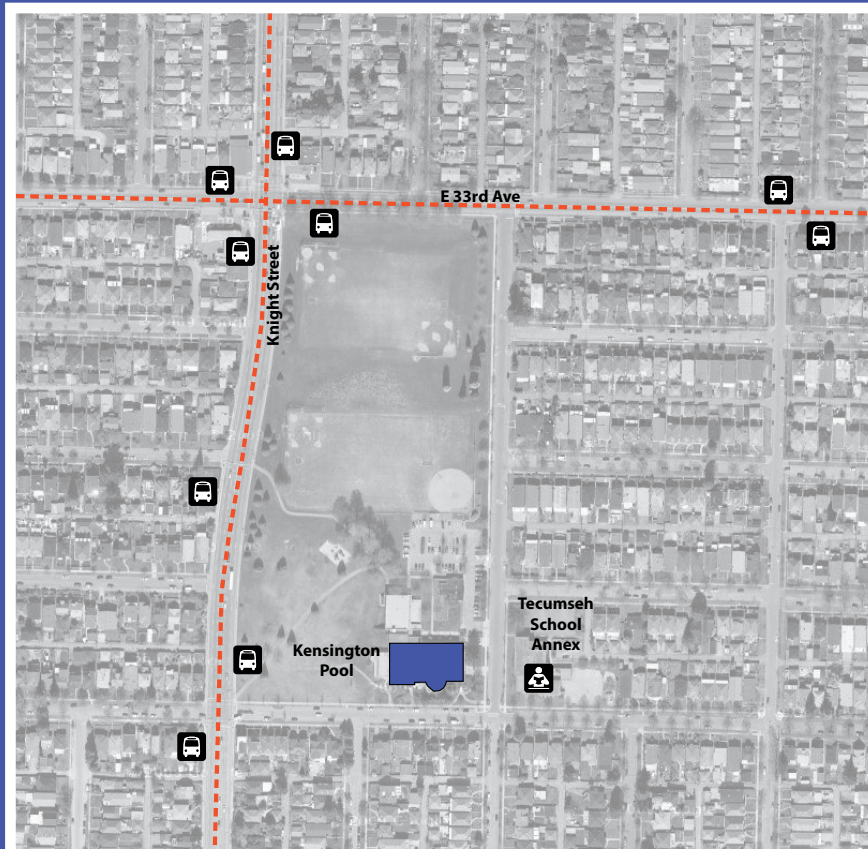 E 33rd Ave
Knight Street
Tecumseh
School
Annex
Kensington
Pool